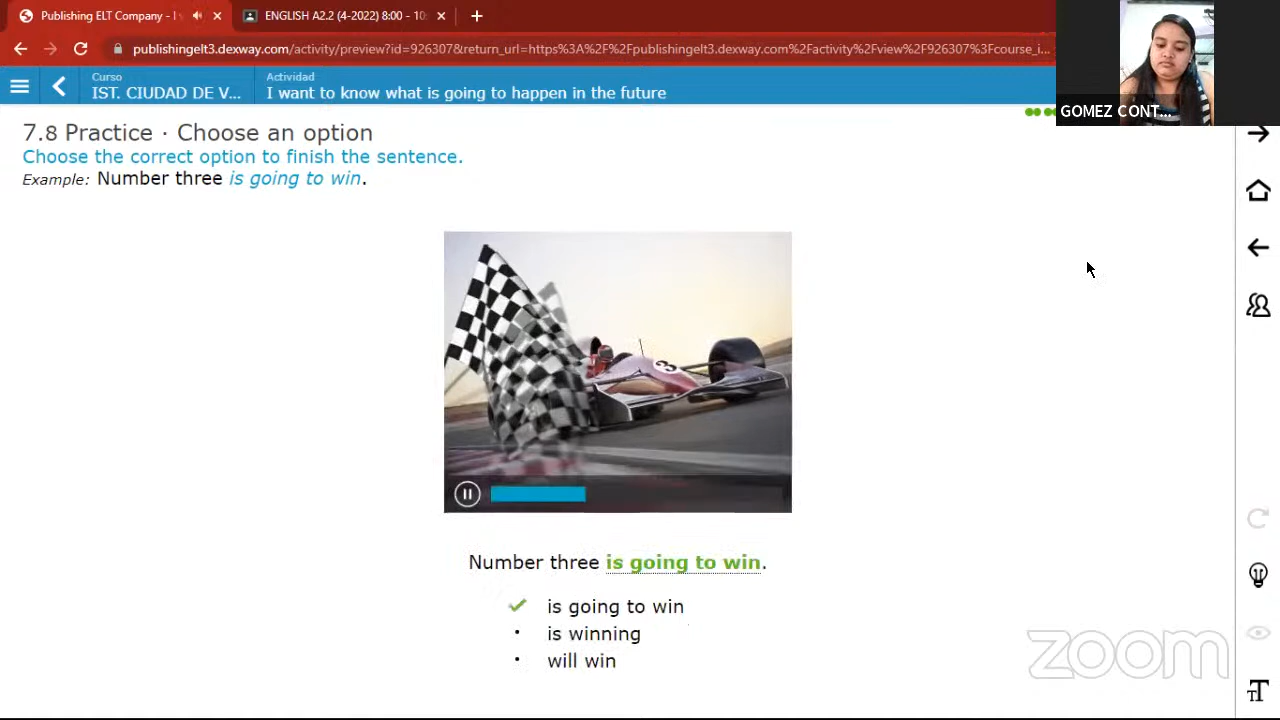 Publishing ELT Company - I
ENGLISH A2.2 (4-2022) 8:00 - 10:
publishingelt3.dexway.com/activity/preview?id=926307&return_url=https%3A%2F%2Fpublishingelt3.dexway.com%2Factivity%2Fview%2F926307%3Fcourse_i...
Curso
IST. CIUDAD DE V...
Actividad
I want to know what is going to happen in the future
GOMEZ CONT...
7.8 Practice · Choose an option
Choose the correct option to finish the sentence.
Example: Number three is going to win.
3
Number three is going to win.
is going to win
is winning
will win
zoom
TT